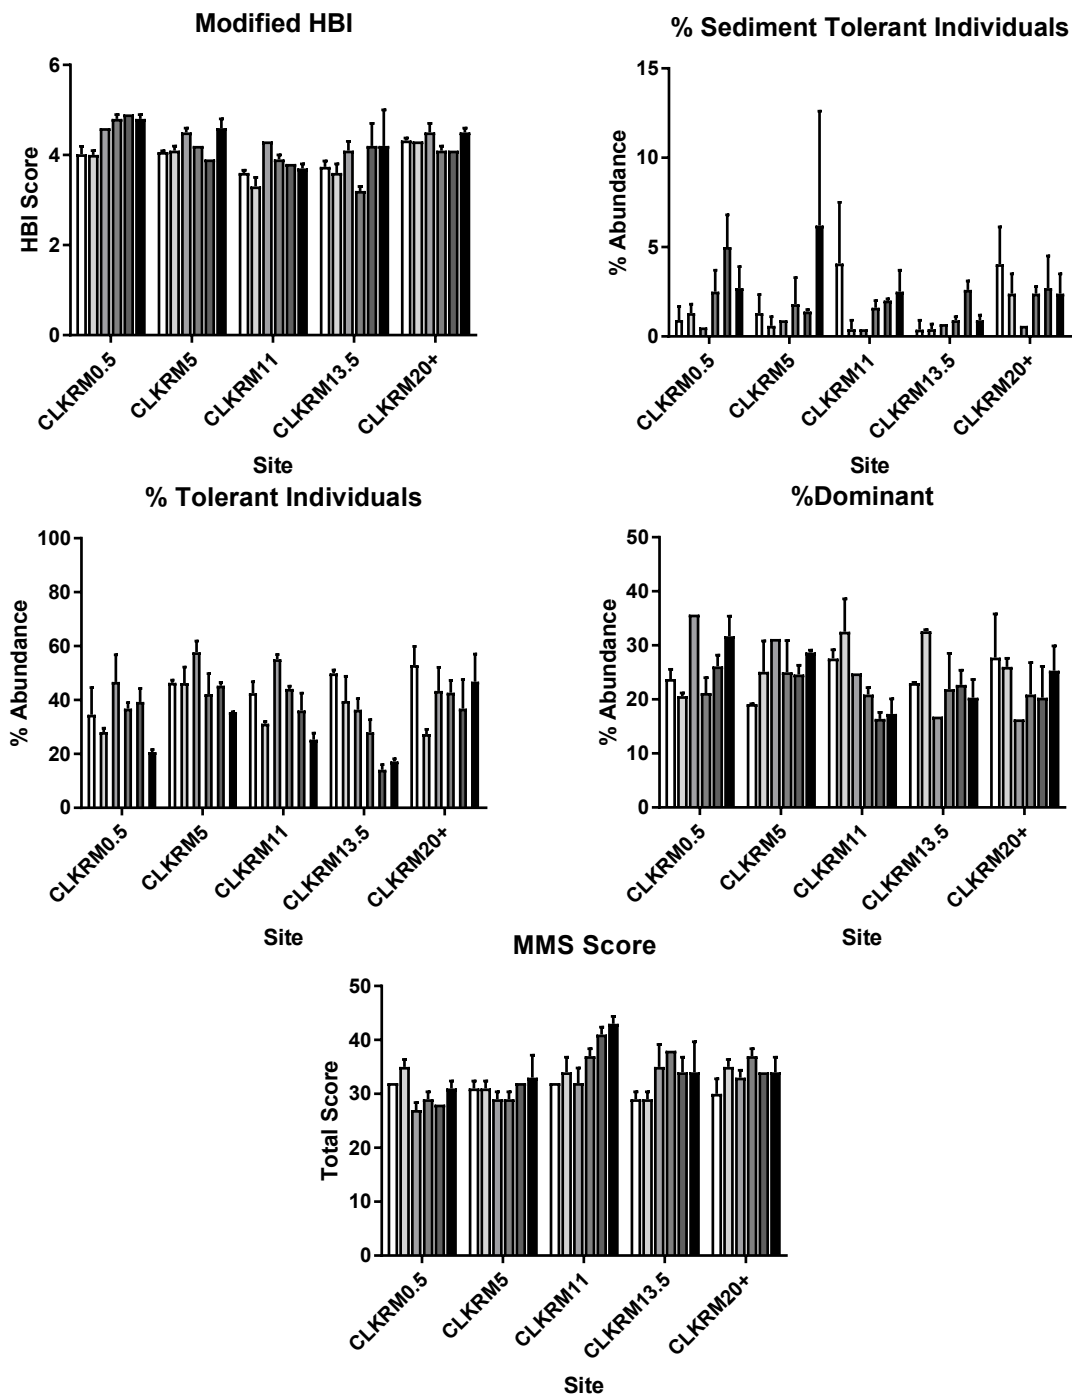 Modified HBI
HBI Score
6
4
2
0
CLKRM0.5
CLKRM5
CLKRM11
CLKRM13.5
CLKRM20+
Site
% Sediment Tolerant Individuals
% Abundance
15
10
5
0
CLKRM0.5
CLKRM5
CLKRM11
CLKRM13.5
CLKRM20+
Site
% Tolerant Individuals
% Abundance
100
80
60
40
20
0
CLKRM0.5
CLKRM5
CLKRM11
CLKRM13.5
CLKRM20+
Site
%Dominant
% Abundance
50
40
30
20
10
0
CLKRM0.5
CLKRM5
CLKRM11
CLKRM13.5
CLKRM20+
Site
MMS Score
Total Score
50
40
30
20
10
0
CLKRM0.5
CLKRM5
CLKRM11
CLKRM13.5
CLKRM20+
Site